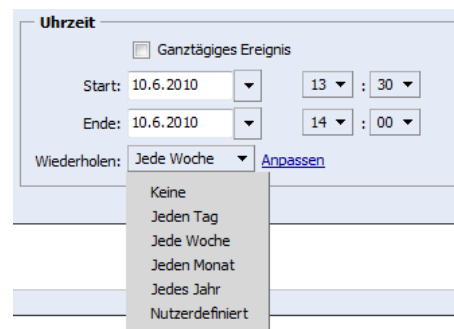 Uhrzeit
Ganztägiges Ereignis
Start: 10.6.2010 13 : 30
Ende: 10.6.2010 14 : 00
Wiederholen: Jede Woche Anpassen
Keine
Jeden Tag
Jede Woche
Jeden Monat
Jedes Jahr
Nutzerdefiniert